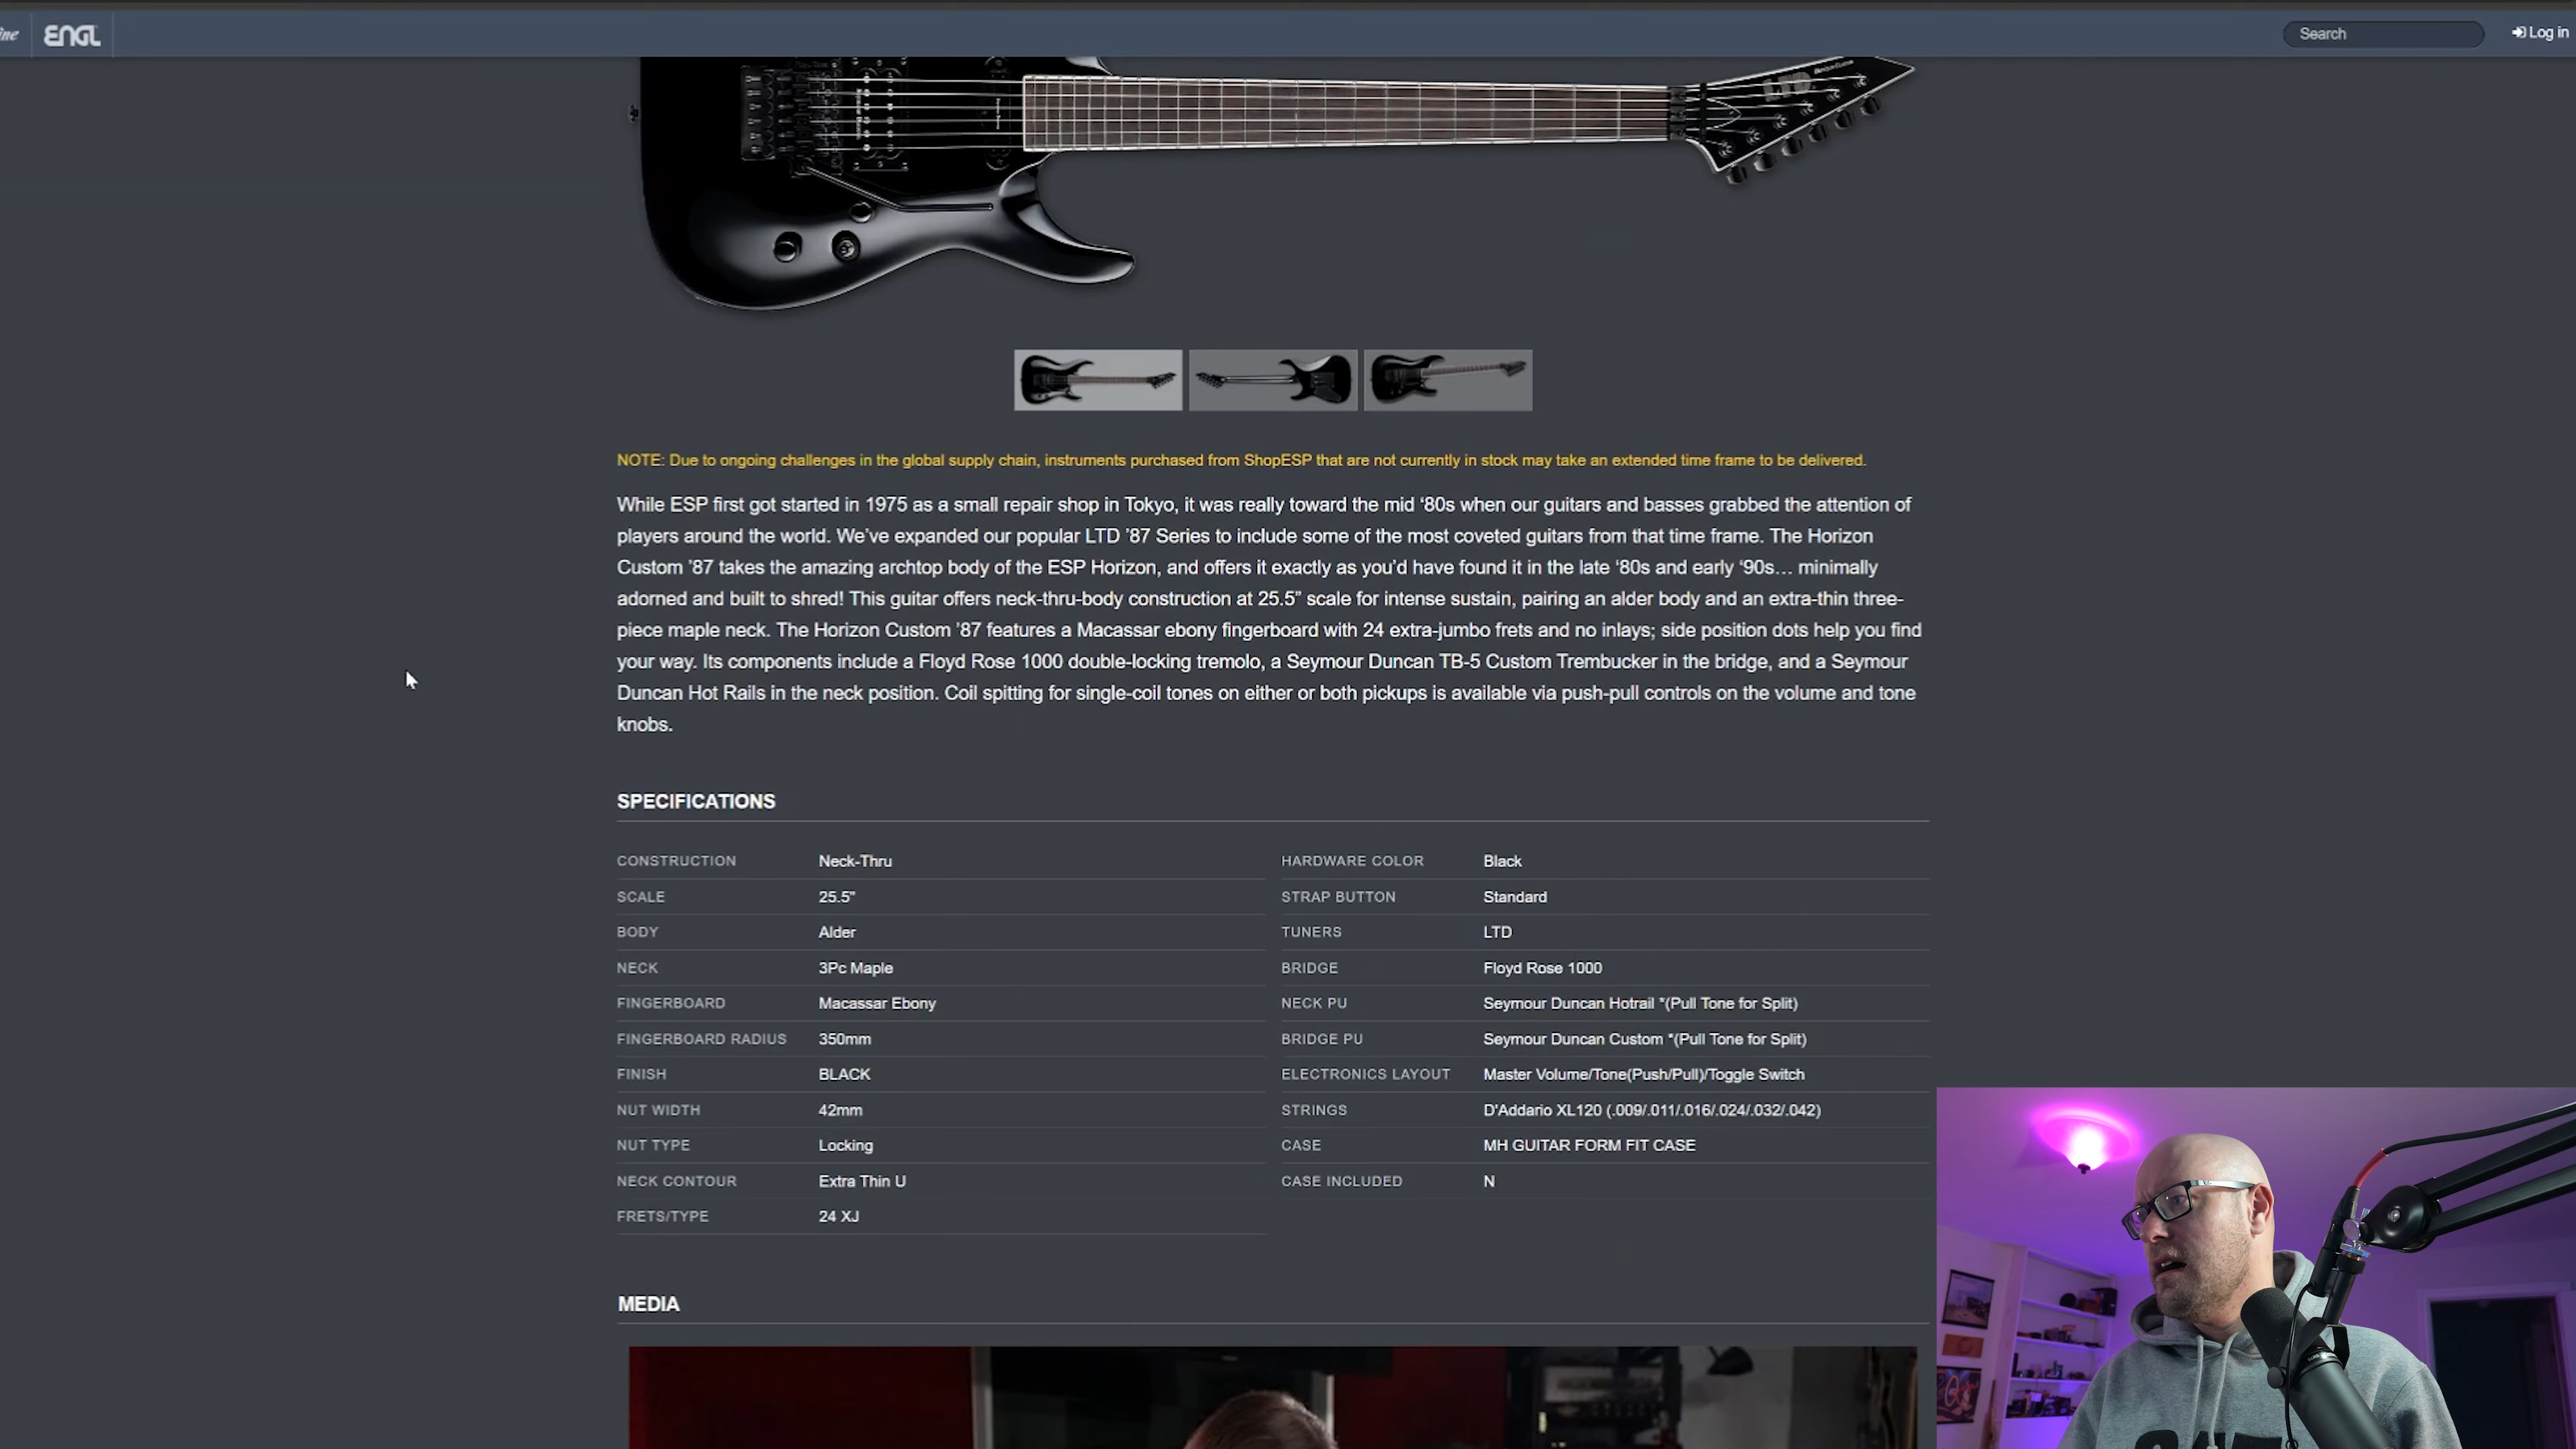 ine ENGL Search Log in
LTD
NOTE: Due to ongoing challenges in the global supply chain, instruments purchased from ShopESP that are not currently in stock may take an extended time frame to be delivered.
While ESP first got started in 1975 as a small repair shop in Tokyo, it was really toward the mid ‘80s when our guitars and basses grabbed the attention of
players around the world. We’ve expanded our popular LTD ’87 Series to include some of the most coveted guitars from that time frame. The Horizon
Custom ’87 takes the amazing archtop body of the ESP Horizon, and offers it exactly as you’d have found it in the late ‘80s and early ‘90s… minimally
adorned and built to shred! This guitar offers neck-thru-body construction at 25.5” scale for intense sustain, pairing an alder body and an extra-thin three-
piece maple neck. The Horizon Custom ’87 features a Macassar ebony fingerboard with 24 extra-jumbo frets and no inlays; side position dots help you find
your way. Its components include a Floyd Rose 1000 double-locking tremolo, a Seymour Duncan TB-5 Custom Trembucker in the bridge, and a Seymour
Duncan Hot Rails in the neck position. Coil spitting for single-coil tones on either or both pickups is available via push-pull controls on the volume and tone
knobs.
SPECIFICATIONS
CONSTRUCTION Neck-Thru
SCALE 25.5"
BODY Alder
NECK 3Pc Maple
FINGERBOARD Macassar Ebony
FINGERBOARD RADIUS 350mm
FINISH BLACK
NUT WIDTH 42mm
NUT TYPE Locking
NECK CONTOUR Extra Thin U
FRETS/TYPE 24 XJ
HARDWARE COLOR Black
STRAP BUTTON Standard
TUNERS LTD
BRIDGE Floyd Rose 1000
NECK PU Seymour Duncan Hotrail *(Pull Tone for Split)
BRIDGE PU Seymour Duncan Custom *(Pull Tone for Split)
ELECTRONICS LAYOUT Master Volume/Tone(Push/Pull)/Toggle Switch
STRINGS D'Addario XL120 (.009/.011/.016/.024/.032/.042)
CASE MH GUITAR FORM FIT CASE
CASE INCLUDED N
MEDIA